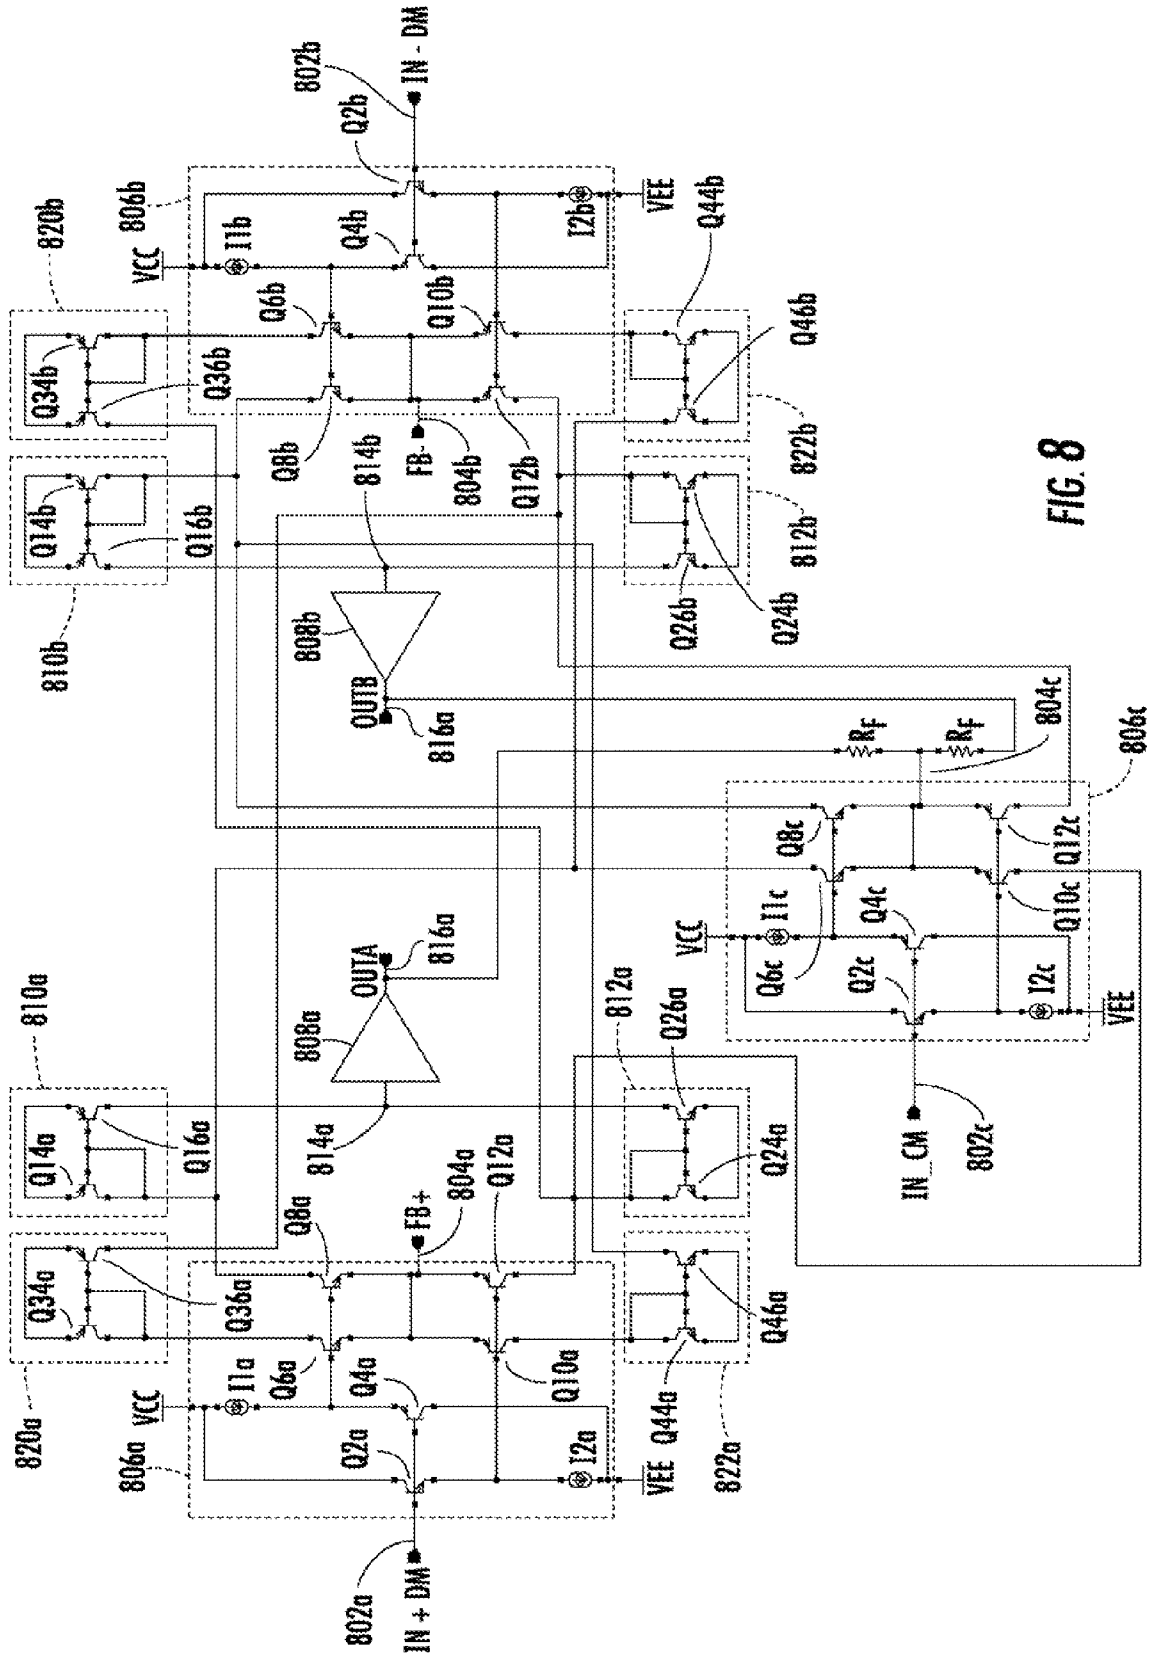 820a
Q34a
Q36a
Q14a
810a
Q16a
810b
Q14b
Q16b
820b
Q34b
Q36b
806a
VCC
I1a
Q6a
Q8a
Q2a
Q4a
802a
IN + DM
814a
808a
OUTA
816a
FB+
804a
Q12a
Q10a
I2a
VEE
Q44a
822a
Q46a
Q24a
812a
Q26a
806b
VCC
I1b
Q6b
Q8b
Q4b
Q2b
802b
IN - DM
814b
808b
OUTB
816a
FB-
804b
Q12b
Q10b
I2b
VEE
Q44b
Q46b
822b
812b
Q26b
Q24b
VCC
I1c
Q6c
Q8c
Q2c
Q4c
RF
RF
804c
806c
Q12c
Q10c
I2c
VEE
IN_CM
802c
FIG. 8